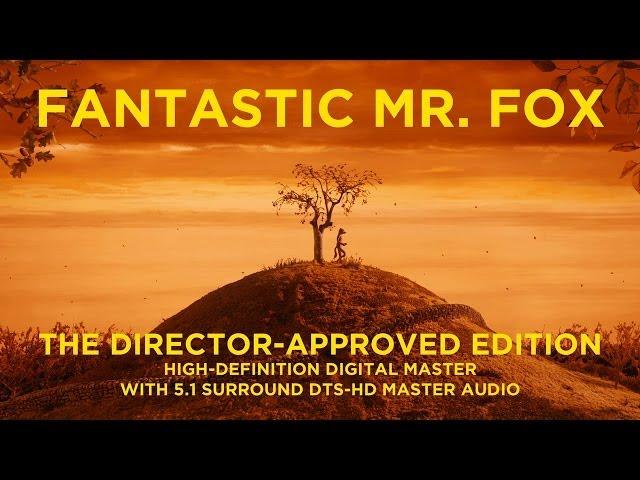 FANTASTIC MR. FOX
THE DIRECTOR-APPROVED EDITION
HIGH-DEFINITION DIGITAL MASTER
WITH 5.1 SURROUND DTS-HD MASTER AUDIO